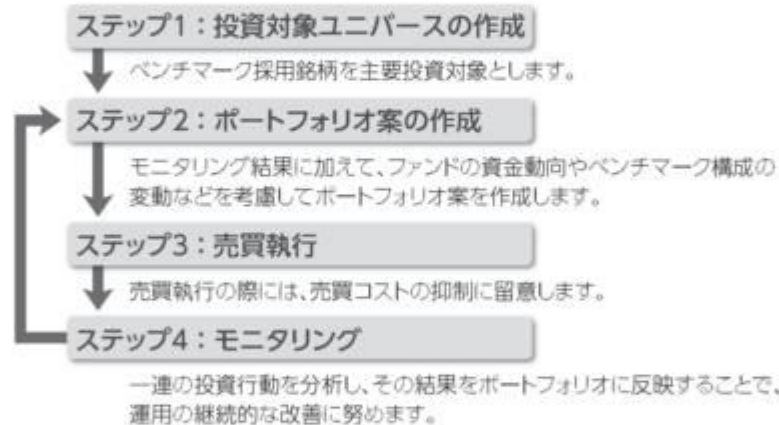 ステップ1：投資対象ユニバースの作成
ベンチマーク採用銘柄を主要投資対象とします。
ステップ2：ポートフォリオ案の作成
モニタリング結果に加えて、ファンドの資金動向やベンチマーク構成の
変動などを考慮してポートフォリオ案を作成します。
ステップ3：売買執行
売買執行の際には、売買コストの抑制に留意します。
ステップ4：モニタリング
一連の投資行動を分析し、その結果をポートフォリオに反映することで、
運用の継続的な改善に努めます。